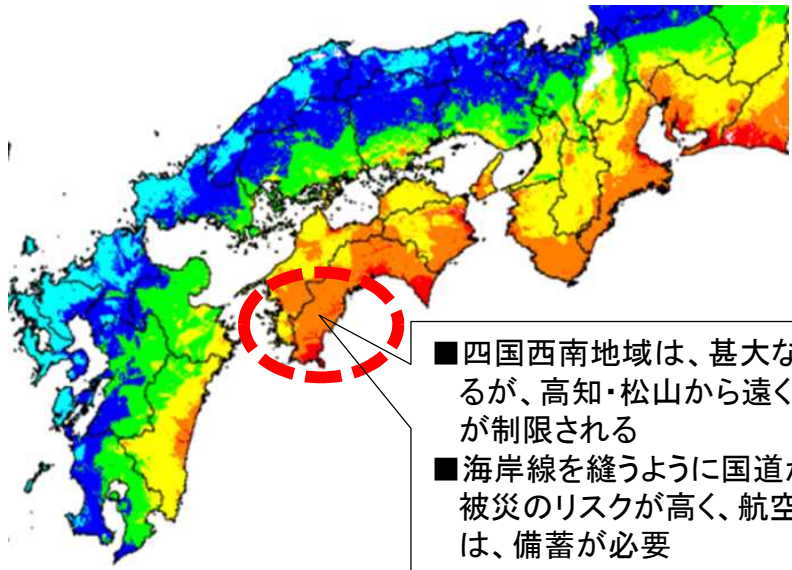 ■四国西南地域は、甚大な
るが、高知・松山から遠く
が制限される
■海岸線を縫うように国道が
被災のリスクが高く、航空
は、備蓄が必要